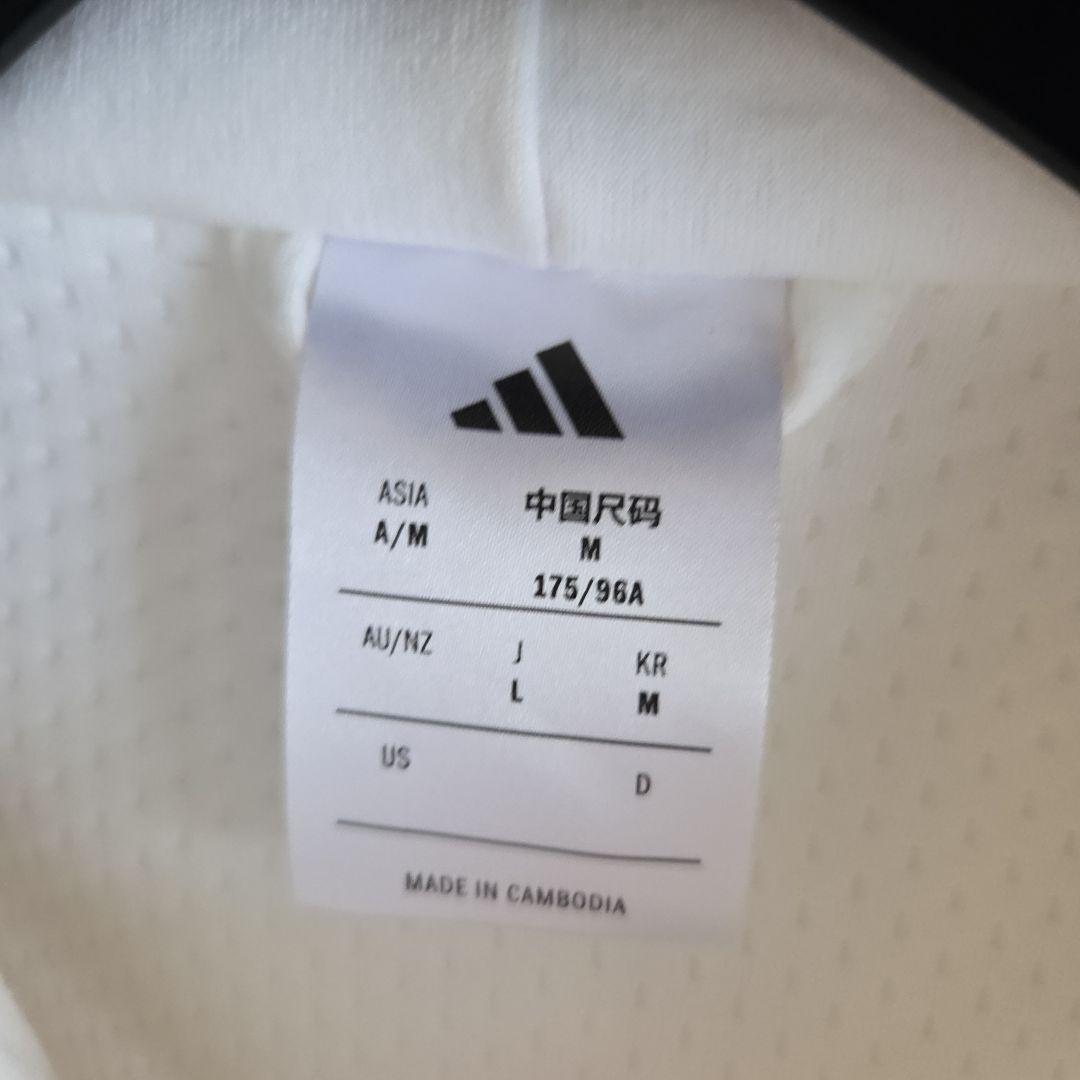 ASIA 中国尺码
A/M M
175/96A
AU/NZ J KR
L M
US D
MADE IN CAMBODIA